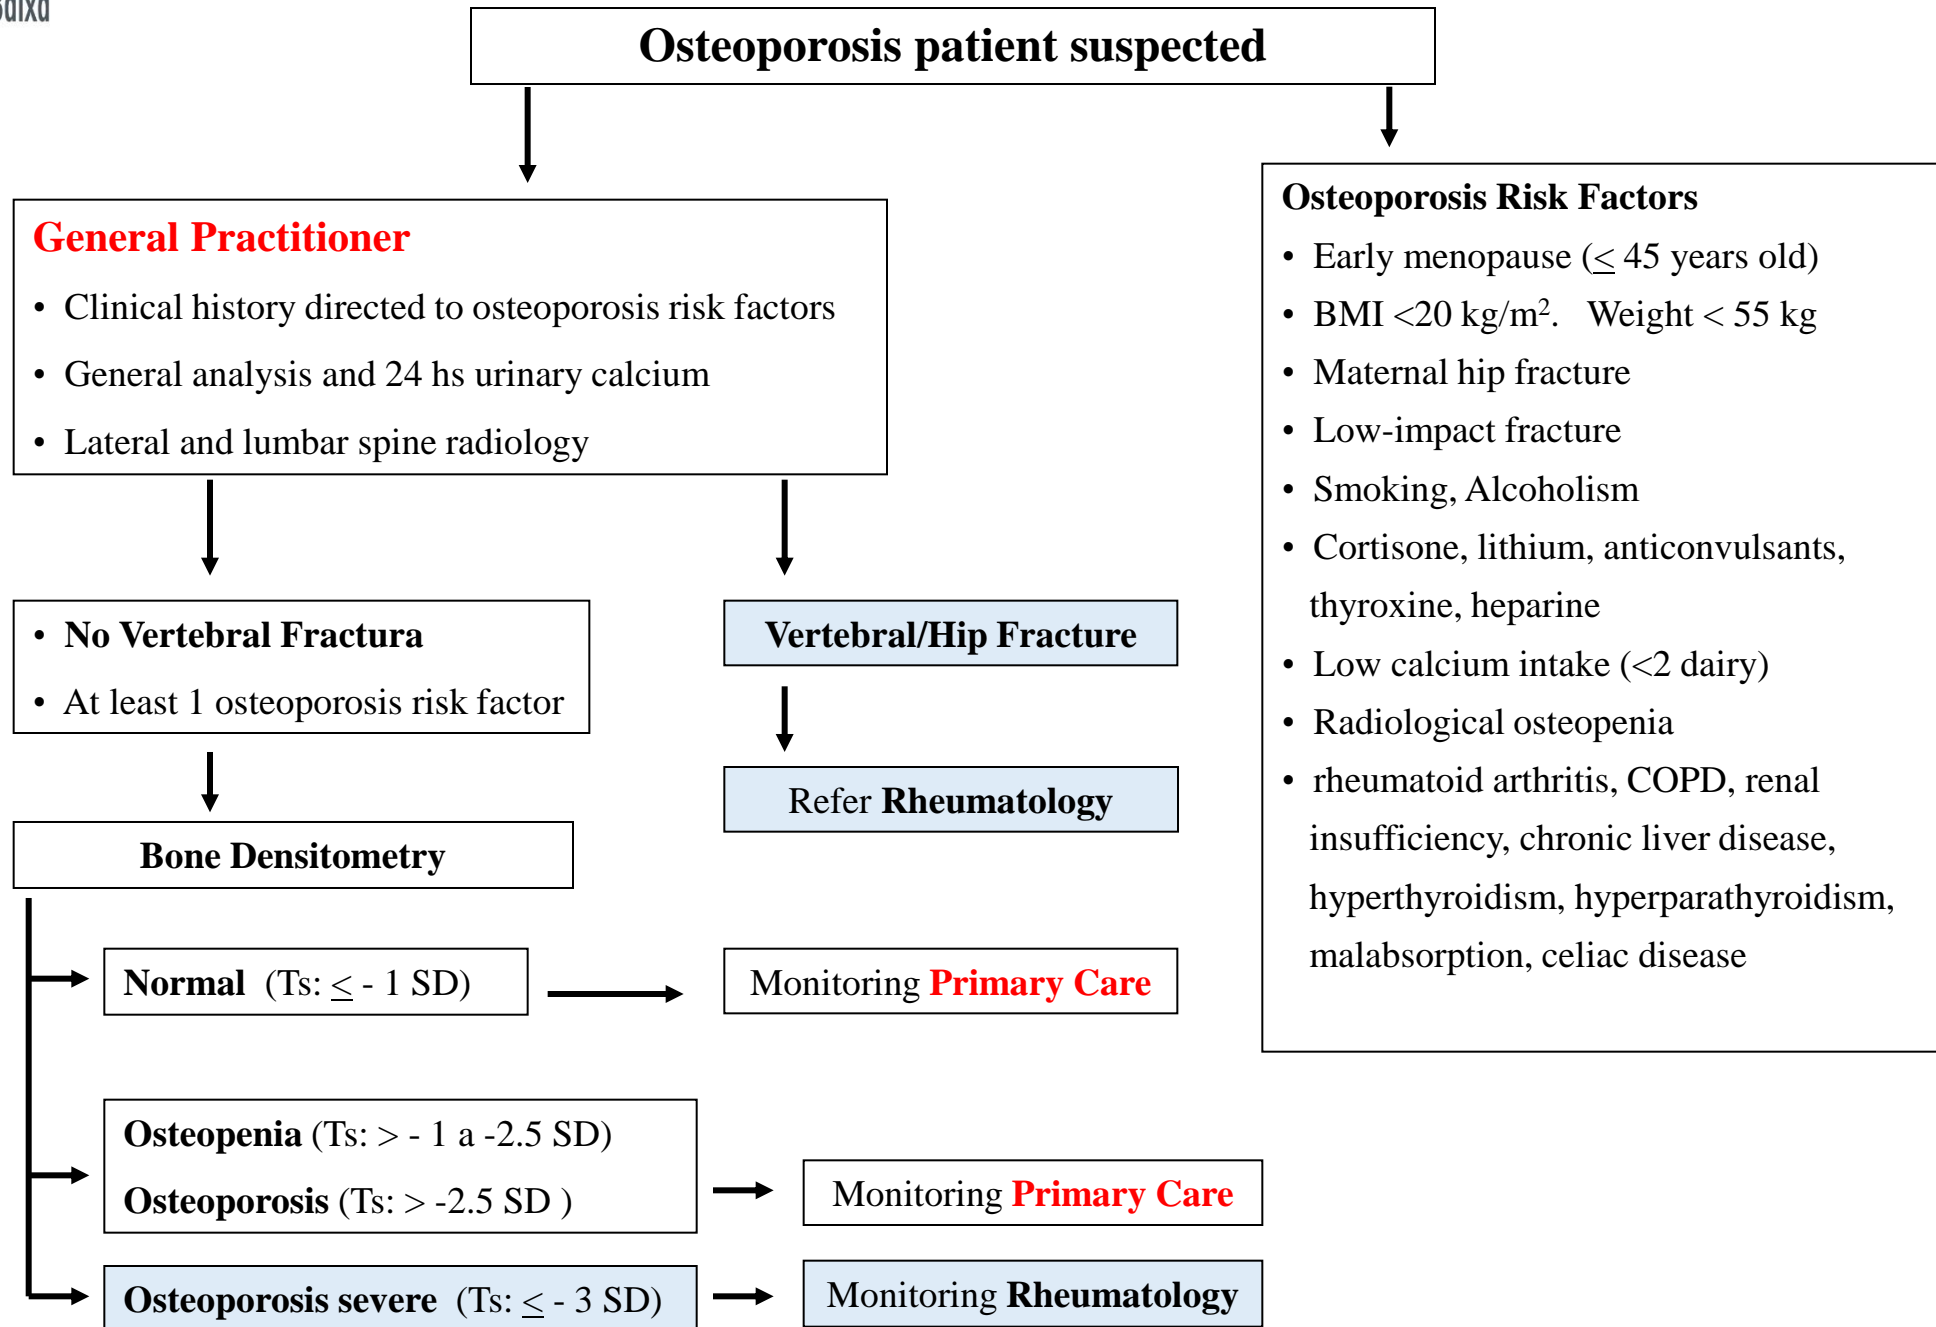 Osteoporosis patient suspected
General Practitioner
• Clinical history directed to osteoporosis risk factors
• General analysis and 24 hs urinary calcium
• Lateral and lumbar spine radiology
Osteoporosis Risk Factors
• Early menopause (≤ 45 years old)
• BMI <20 kg/m². Weight < 55 kg
• Maternal hip fracture
• Low-impact fracture
• Smoking, Alcoholism
• Cortisone, lithium, anticonvulsants,
thyroxine, heparine
• Low calcium intake (<2 dairy)
• Radiological osteopenia
• rheumatoid arthritis, COPD, renal
insufficiency, chronic liver disease,
hyperthyroidism, hyperparathyroidism,
malabsorption, celiac disease
• No Vertebral Fractura
• At least 1 osteoporosis risk factor
Vertebral/Hip Fracture
Refer Rheumatology
Bone Densitometry
Normal (Ts: ≤ - 1 SD)
Monitoring Primary Care
Osteopenia (Ts: > - 1 a -2.5 SD)
Osteoporosis (Ts: > -2.5 SD )
Monitoring Primary Care
Osteoporosis severe (Ts: ≤ - 3 SD)
Monitoring Rheumatology